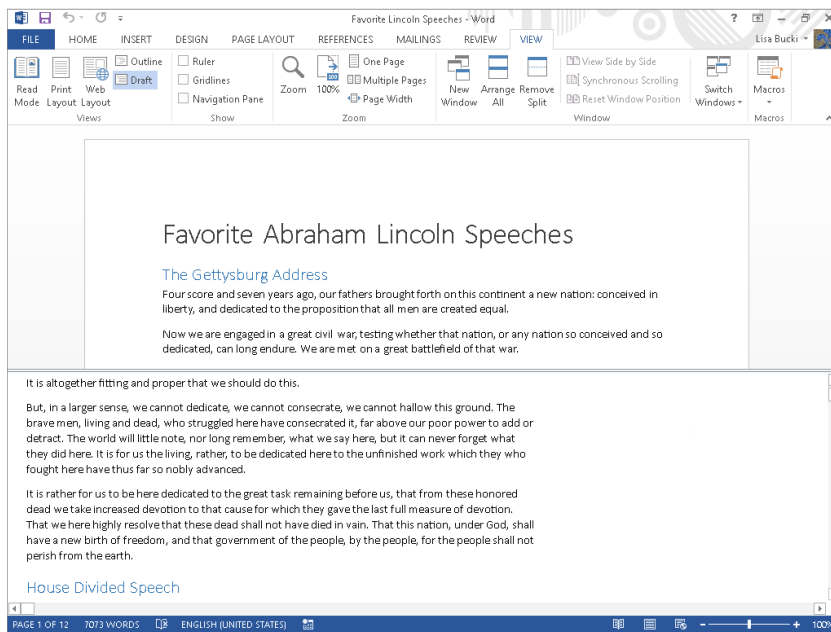 Favorite Lincoln Speeches - Word
FILE HOME INSERT DESIGN PAGE LAYOUT REFERENCES MAILINGS REVIEW VIEW Lisa Bucki
Read Mode
Print Layout
Web Layout
Outline
Draft
Views
Ruler
Gridlines
Navigation Pane
Show
Zoom
100%
One Page
Multiple Pages
Page Width
Zoom
New Window
Arrange All
Remove Split
View Side by Side
Synchronous Scrolling
Reset Window Position
Window
Switch Windows
Macros
Macros
Favorite Abraham Lincoln Speeches
The Gettysburg Address
Four score and seven years ago, our fathers brought forth on this continent a new nation: conceived in
liberty, and dedicated to the proposition that all men are created equal.
Now we are engaged in a great civil war, testing whether that nation, or any nation so conceived and so
dedicated, can long endure. We are met on a great battlefield of that war.
It is altogether fitting and proper that we should do this.
But, in a larger sense, we cannot dedicate, we cannot consecrate, we cannot hallow this ground. The
brave men, living and dead, who struggled here have consecrated it, far above our poor power to add or
detract. The world will little note, nor long remember, what we say here, but it can never forget what
they did here. It is for us the living, rather, to be dedicated here to the unfinished work which they who
fought here have thus far so nobly advanced.
It is rather for us to be here dedicated to the great task remaining before us, that from these honored
dead we take increased devotion to that cause for which they gave the last full measure of devotion.
That we here highly resolve that these dead shall not have died in vain. That this nation, under God, shall
have a new birth of freedom, and that government of the people, by the people, for the people shall not
perish from the earth.
House Divided Speech
PAGE 1 OF 12 7073 WORDS ENGLISH (UNITED STATES) 100%